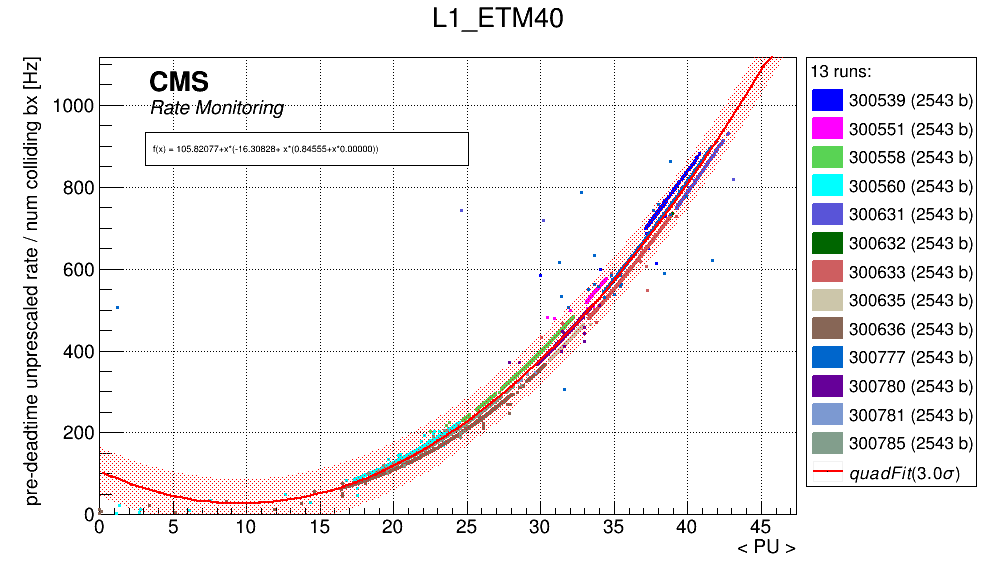 L1_ETM40
pre-deadtime unprescaled rate / num colliding bx [Hz]
CMS
Rate Monitoring
f(x) = 105.82077+x*(-16.30828+ x*(0.84555+x*0.00000))
1000
800
600
400
200
0
0 5 10 15 20 25 30 35 40 45
< PU >
13 runs:
300539 (2543 b)
300551 (2543 b)
300558 (2543 b)
300560 (2543 b)
300631 (2543 b)
300632 (2543 b)
300633 (2543 b)
300635 (2543 b)
300636 (2543 b)
300777 (2543 b)
300780 (2543 b)
300781 (2543 b)
300785 (2543 b)
quadFit(3.0σ)